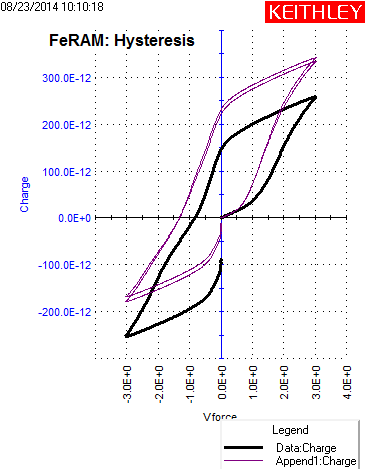 08/23/2014 10:10:18
KEITHLEY
FeRAM: Hysteresis
Charge
300.0E-12
200.0E-12
100.0E-12
0.0E+0
-100.0E-12
-200.0E-12
-3.0E+0
-2.0E+0
-1.0E+0
0.0E+0
1.0E+0
2.0E+0
3.0E+0
4.0E+0
Vforce
Legend
Data:Charge
Append1:Charge